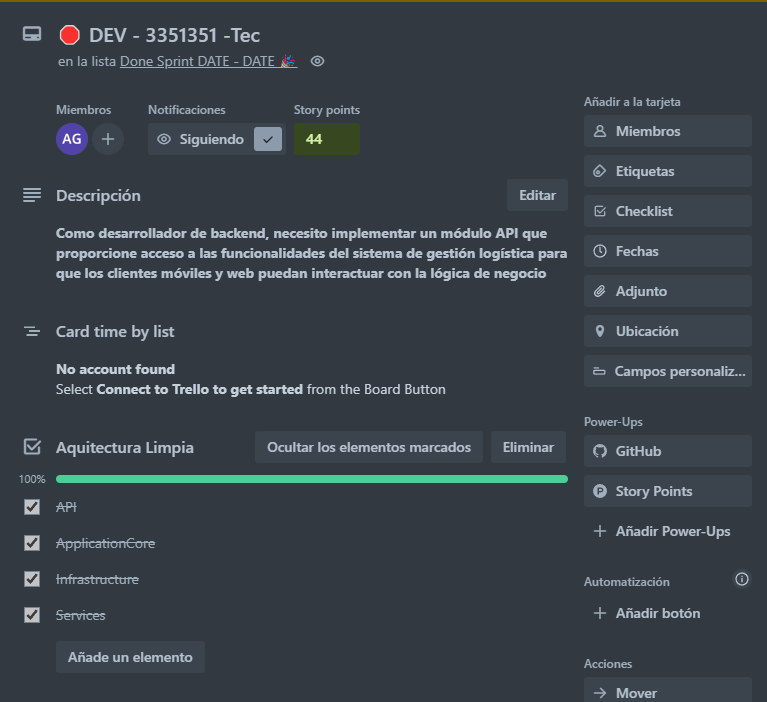 DEV - 3351351 -Tec
en la lista Done Sprint DATE - DATE 🎉
Miembros
Notificaciones
Story points
AG
Siguiendo
44
Descripción
Editar
Como desarrollador de backend, necesito implementar un módulo API que
proporcione acceso a las funcionalidades del sistema de gestión logística para
que los clientes móviles y web puedan interactuar con la lógica de negocio
Card time by list
No account found
Select Connect to Trello to get started from the Board Button
Aquitectura Limpia
Ocultar los elementos marcados
Eliminar
100%
API
ApplicationCore
Infrastructure
Services
Añade un elemento
Añadir a la tarjeta
Miembros
Etiquetas
Checklist
Fechas
Adjunto
Ubicación
Campos personaliz...
Power-Ups
GitHub
Story Points
Añadir Power-Ups
Automatización
Añadir botón
Acciones
Mover